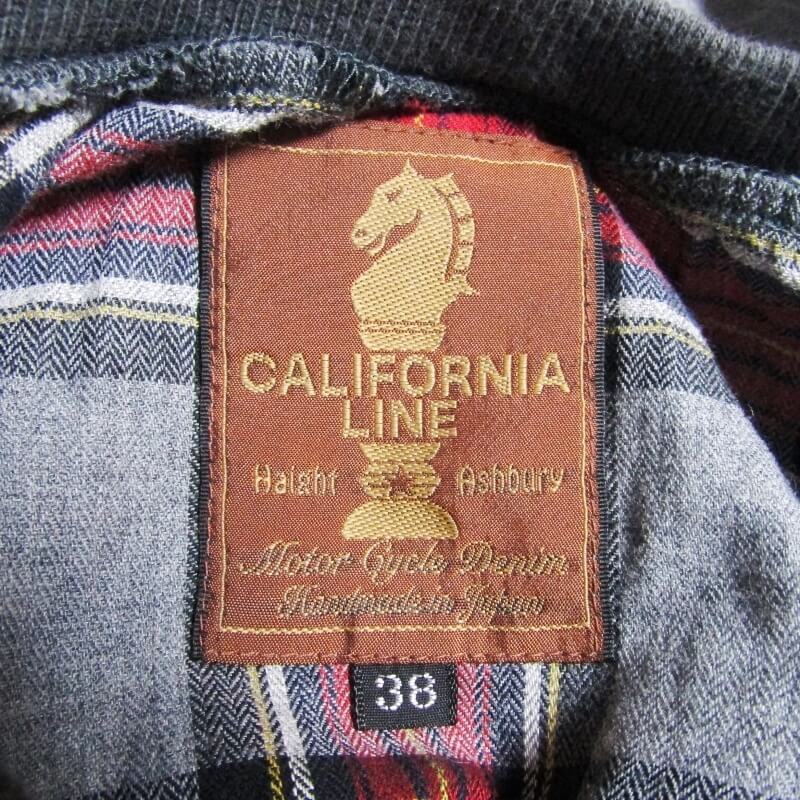 CALIFORNIA
LINE
Haight Ashbury
Motor Cycle Denim
Handmade in Japan
38